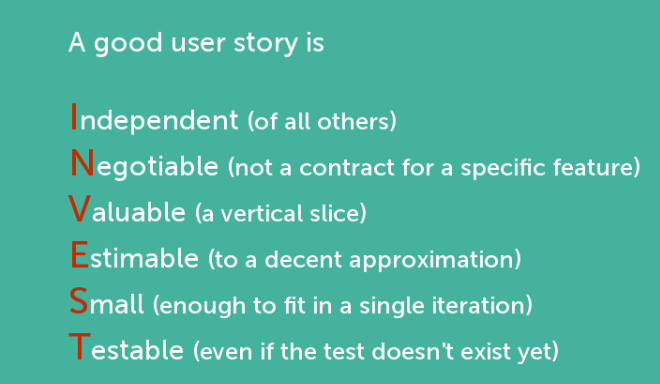 A good user story is
Independent (of all others)
Negotiable (not a contract for a specific feature)
Valuable (a vertical slice)
Estimable (to a decent approximation)
Small (enough to fit in a single iteration)
Testable (even if the test doesn't exist yet)